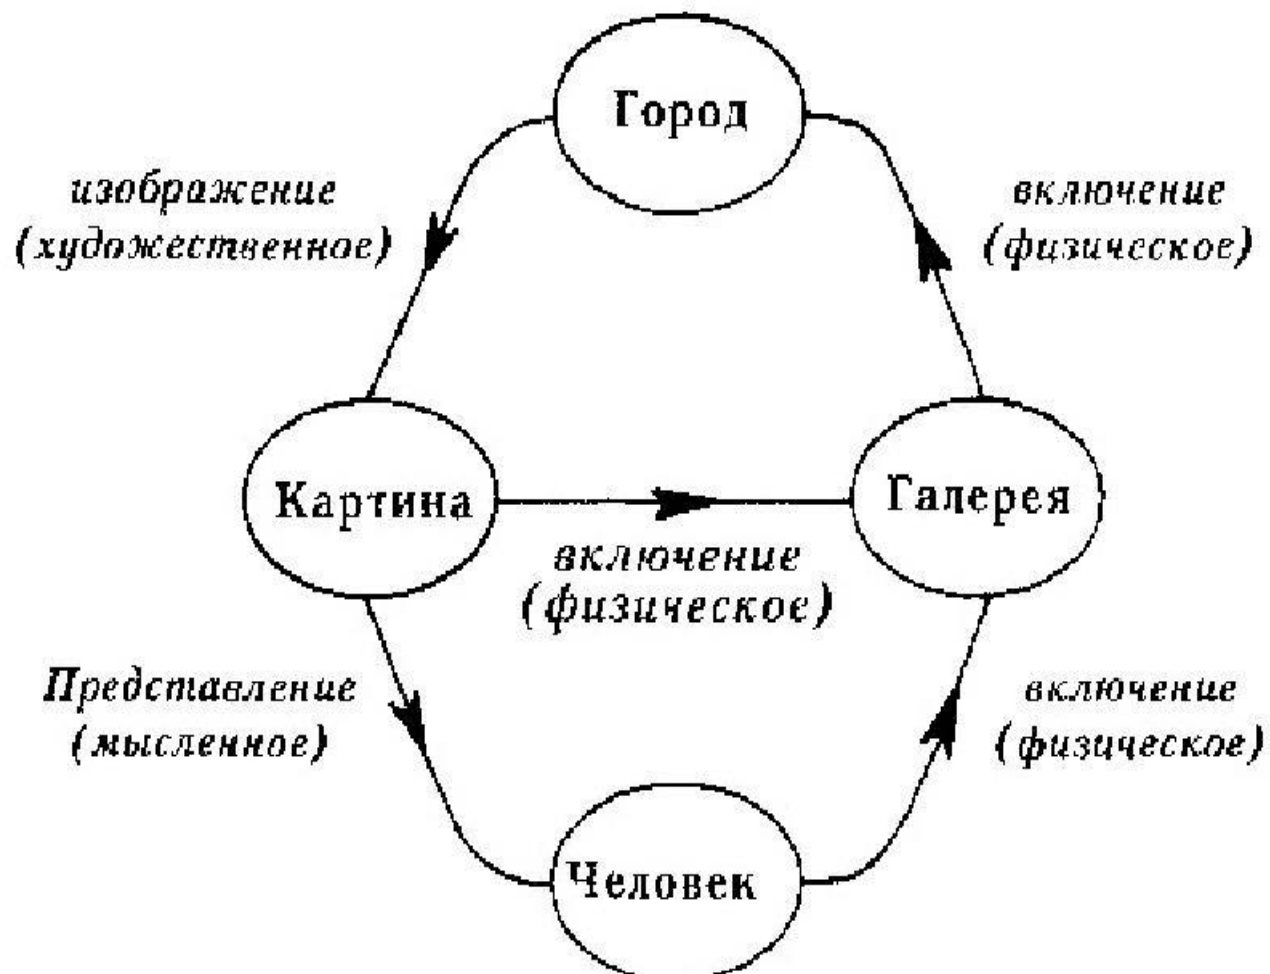 Город
изображение
(художественное)
включение
(физическое)
Картина
Галерея
включение
(физическое)
Представление
(мысленное)
включение
(физическое)
Человек